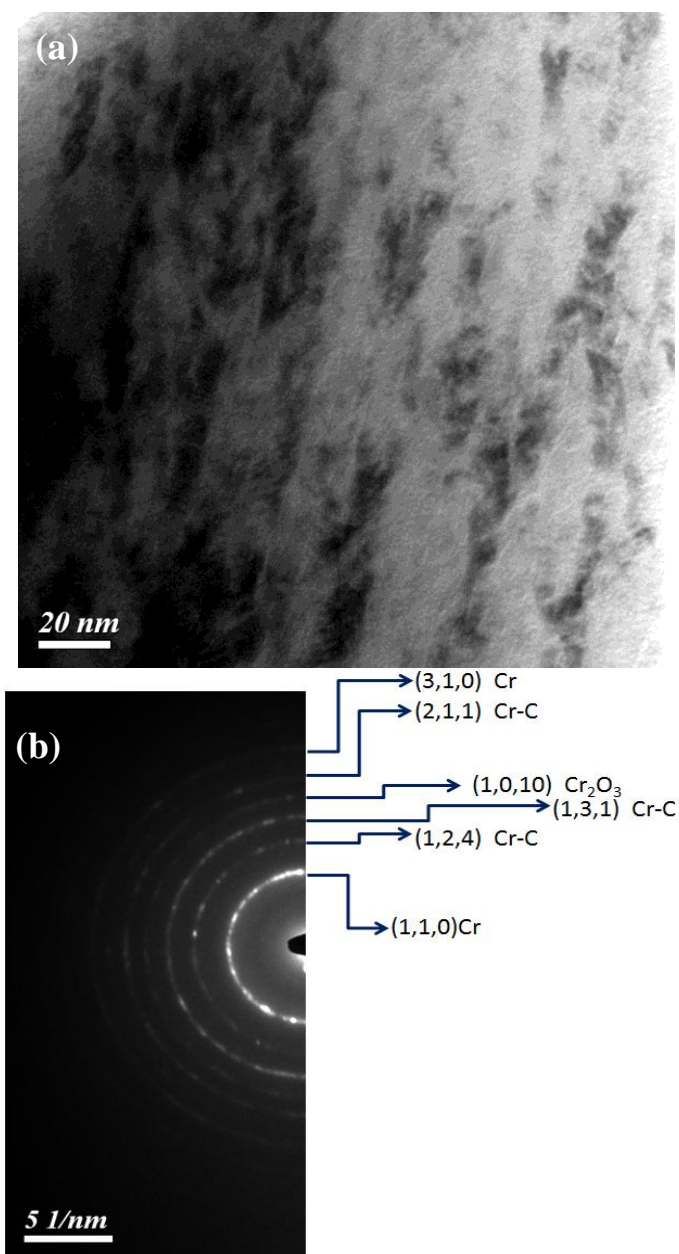 (a)
20 nm
(3,1,0) Cr
(2,1,1) Cr-C
(b)
(1,0,10) Cr₂O₃
(1,3,1) Cr-C
(1,2,4) Cr-C
(1,1,0)Cr
5 1/nm